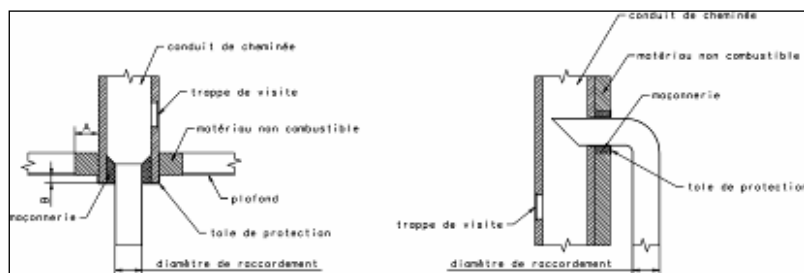 conduit de cheminée
trappe de visite
matériau non combustible
A
B
plafond
maçonnerie
tole de protection
diamètre de raccordement
conduit de cheminée
matériau non combustible
maçonnerie
tole de protection
trappe de visite
diamètre de raccordement